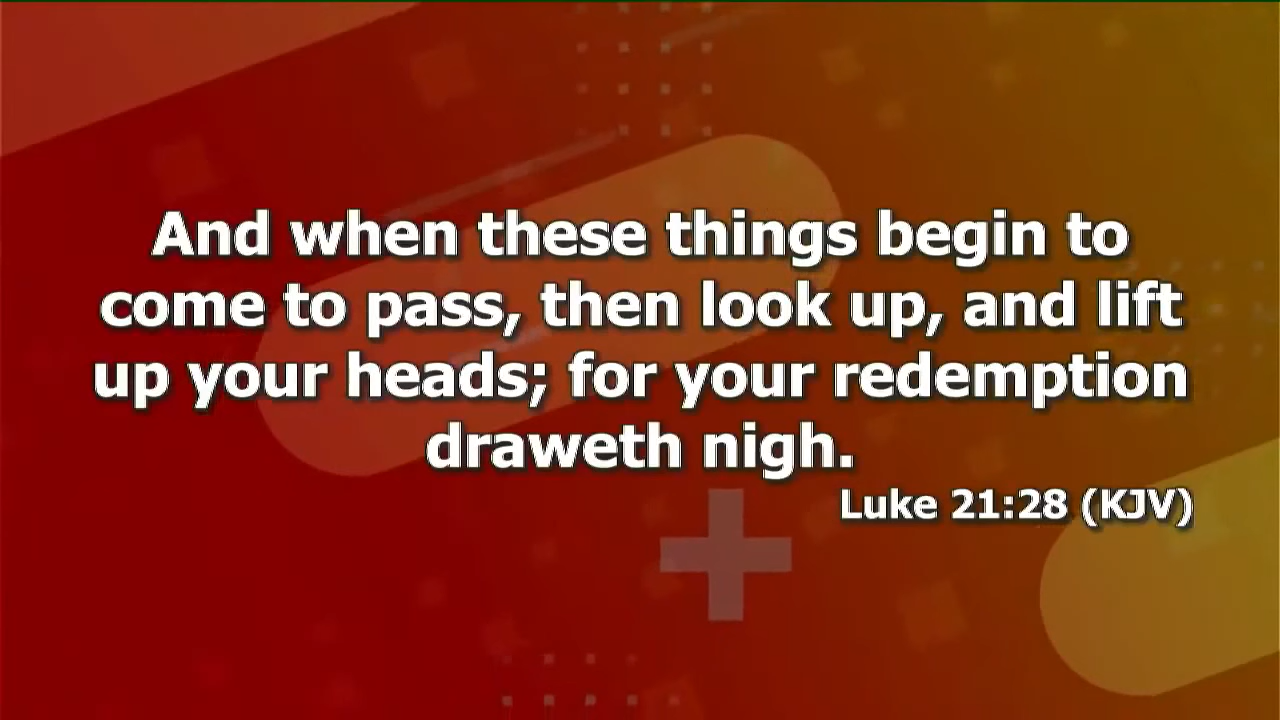 And when these things begin to
come to pass, then look up, and lift
up your heads; for your redemption
draweth nigh.
Luke 21:28 (KJV)